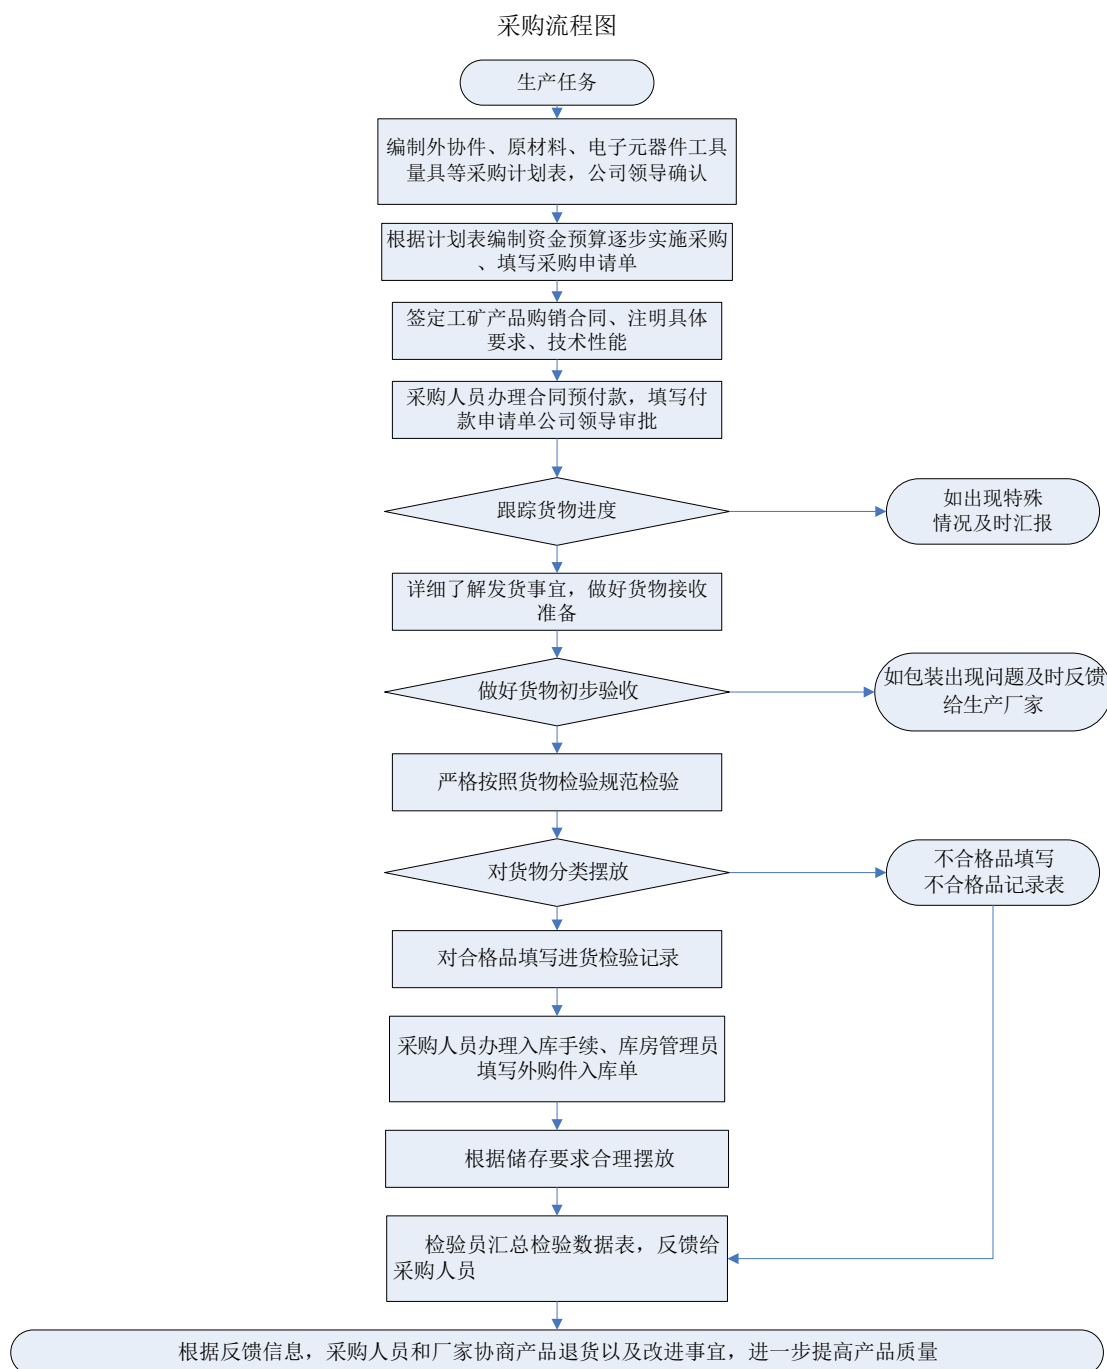 采购流程图
生产任务
编制外协件、原材料、电子元器件工具
量具等采购计划表，公司领导确认
根据计划表编制资金预算逐步实施采购
、填写采购申请单
签定工矿产品购销合同、注明具体
要求、技术性能
采购人员办理合同预付款，填写付
款申请单公司领导审批
跟踪货物进度
如出现特殊
情况及时汇报
详细了解发货事宜，做好货物接收
准备
做好货物初步验收
如包装出现问题及时反馈
给生产厂家
严格按照货物检验规范检验
对货物分类摆放
不合格品填写
不合格品记录表
对合格品填写进货检验记录
采购人员办理入库手续、库房管理员
填写外购件入库单
根据储存要求合理摆放
检验员汇总检验数据表，反馈给
采购人员
根据反馈信息，采购人员和厂家协商产品退货以及改进事宜，进一步提高产品质量